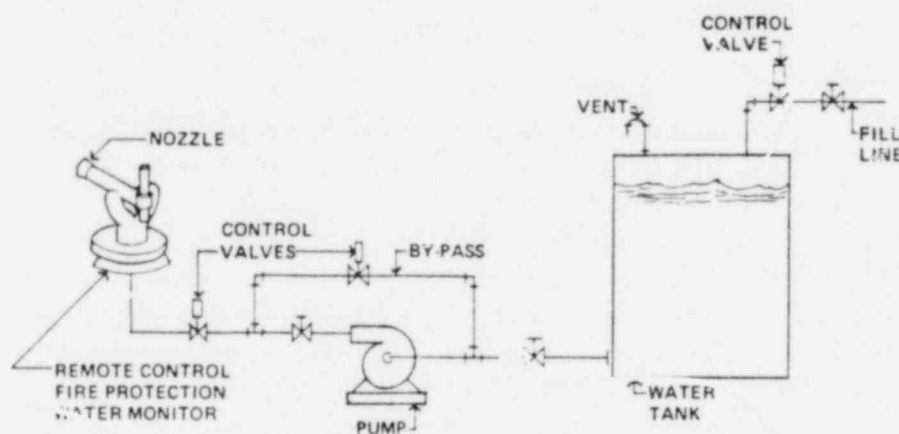 CONTROL
VALVE
VENT
FILL
LINE
NOZZLE
CONTROL
VALVES
BY-PASS
REMOTE CONTROL
FIRE PROTECTION
WATER MONITOR
PUMP
WATER
TANK